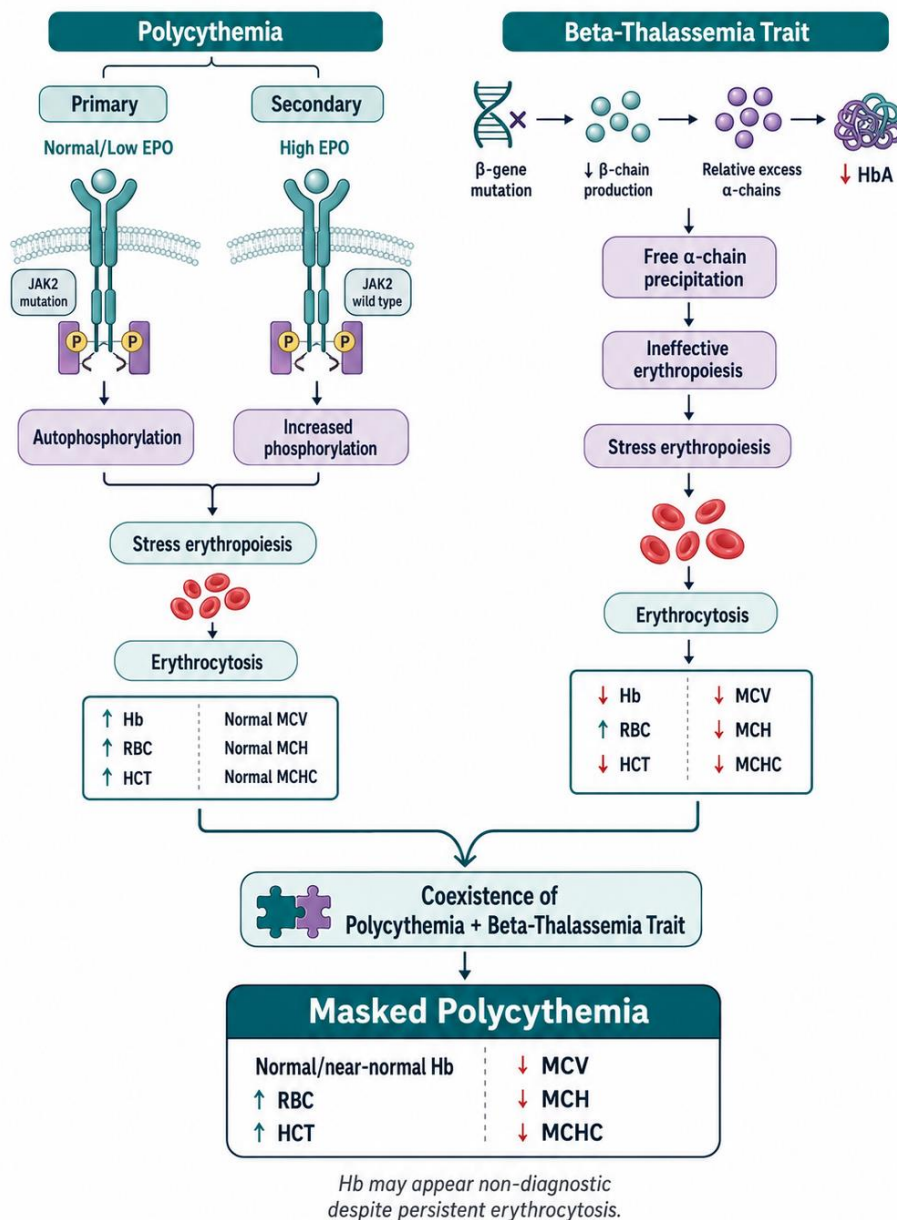 Polycythemia
Primary
Secondary
Normal/Low EPO
High EPO
JAK2
mutation
JAK2
wild type
P
P
P
P
Autophosphorylation
Increased
phosphorylation
Stress erythropoiesis
Erythrocytosis
↑ Hb
↑ RBC
↑ HCT
Normal MCV
Normal MCH
Normal MCHC
Beta-Thalassemia Trait
β-gene
mutation
↓ β-chain
production
Relative excess
α-chains
↓ HbA
Free α-chain
precipitation
Ineffective
erythropoiesis
Stress erythropoiesis
Erythrocytosis
↓ Hb
↑ RBC
↓ HCT
↓ MCV
↓ MCH
↓ MCHC
Coexistence of
Polycythemia + Beta-Thalassemia Trait
Masked Polycythemia
Normal/near-normal Hb
↑ RBC
↑ HCT
↓ MCV
↓ MCH
↓ MCHC
Hb may appear non-diagnostic
despite persistent erythrocytosis.